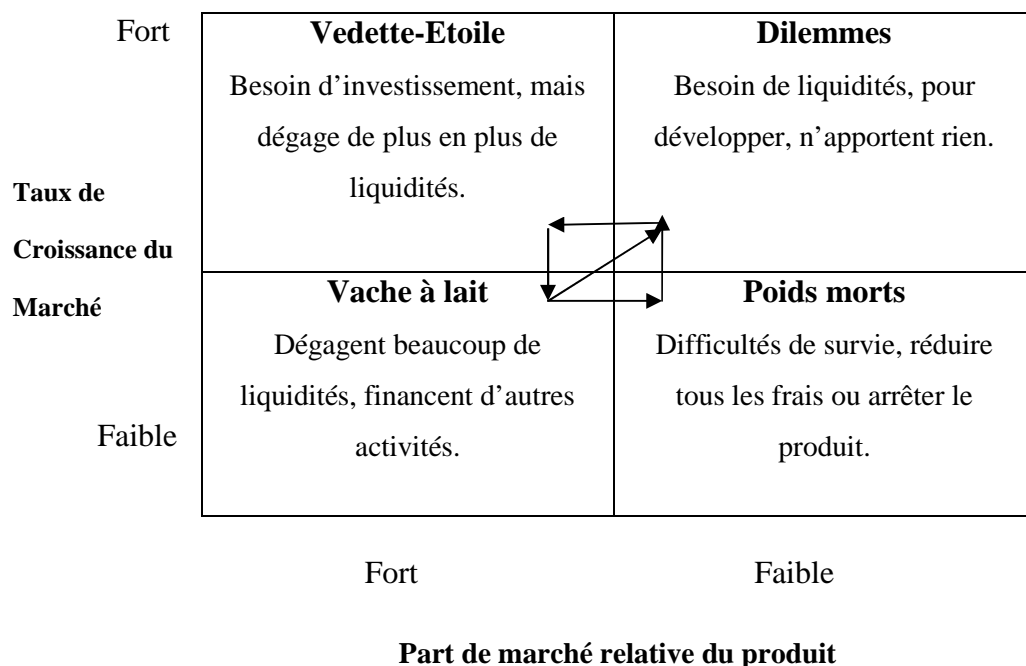 Fort
Vedette-Etoile
Besoin d’investissement, mais
dégage de plus en plus de
liquidités.
Dilemmes
Besoin de liquidités, pour
développer, n’apportent rien.
Taux de
Croissance du
Marché
Vache à lait
Dégagent beaucoup de
liquidités, financent d’autres
activités.
Poids morts
Difficultés de survie, réduire
tous les frais ou arrêter le
produit.
Faible
Fort
Faible
Part de marché relative du produit